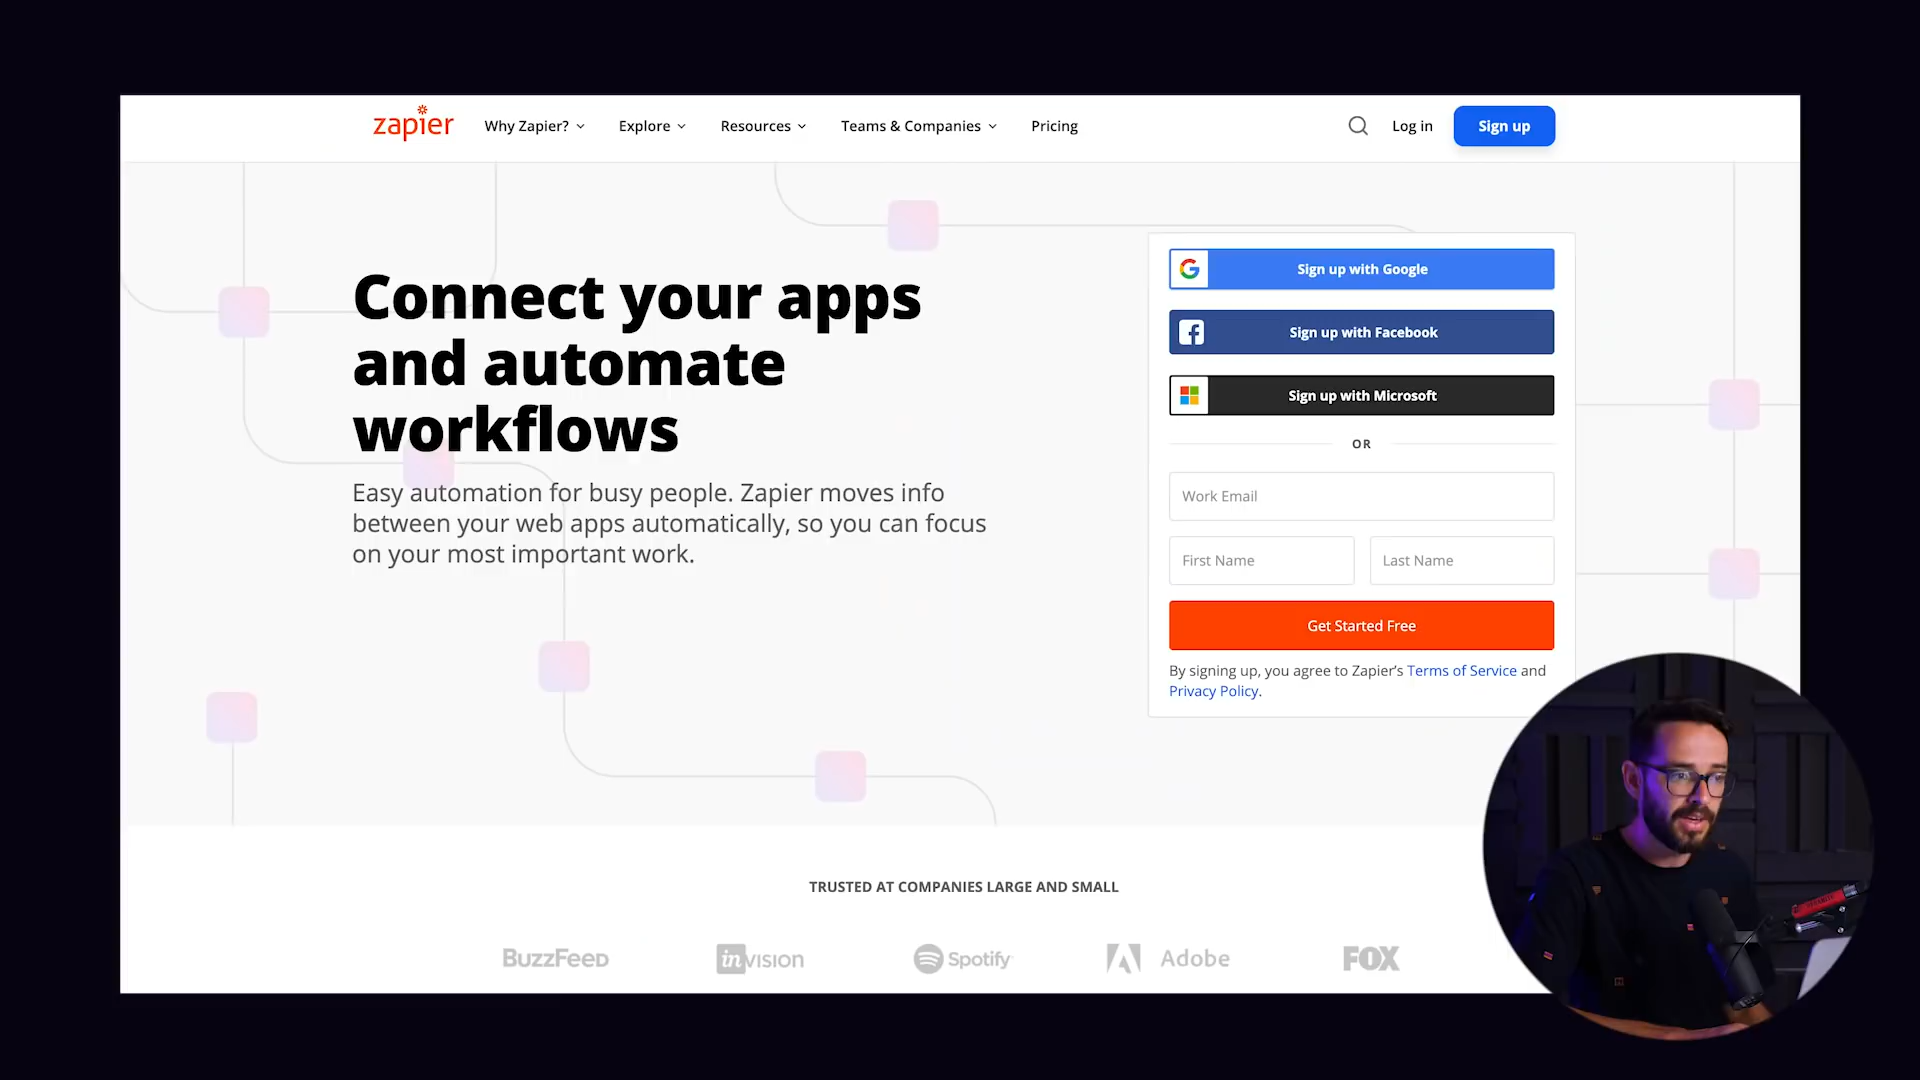 zapier
Why Zapier?
Explore
Resources
Teams & Companies
Pricing
Log in
Sign up
Connect your apps
and automate
workflows
Easy automation for busy people. Zapier moves info
between your web apps automatically, so you can focus
on your most important work.
Sign up with Google
Sign up with Facebook
Sign up with Microsoft
OR
Work Email
First Name
Last Name
Get Started Free
By signing up, you agree to Zapier’s Terms of Service and
Privacy Policy.
TRUSTED AT COMPANIES LARGE AND SMALL
BuzzFeed
inVISION
Spotify
Adobe
FOX